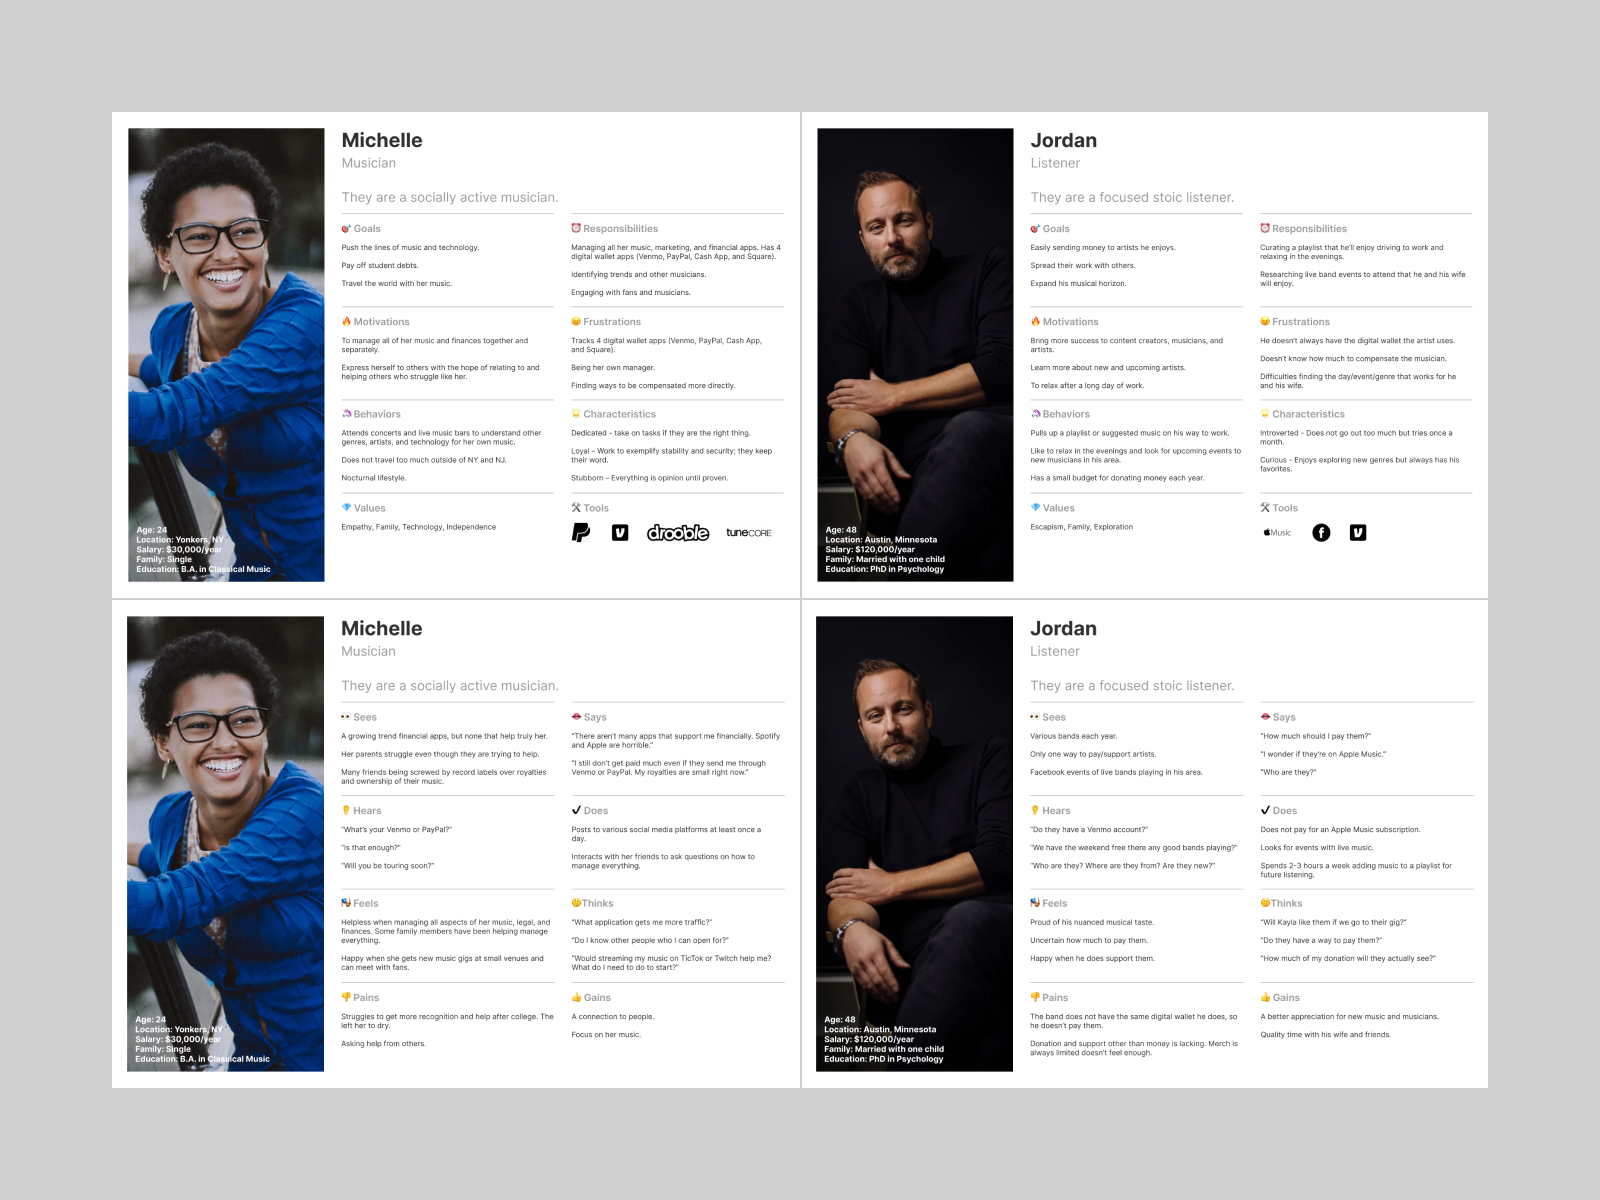 Michelle
Musician
They are a socially active musician.
Goals
Push the lines of music and technology.
Pay off student debts.
Travel the world with her music.
Responsibilities
Managing all her music, marketing, and financial apps. Has 4
digital wallet apps (Venmo, PayPal, Cash App, and Square).
Identifying trends and other musicians.
Engaging with fans and musicians.
Motivations
To manage all of her music and finances together and
separately.
Express herself to others with the hope of relating to and
helping others who struggle like her.
Frustrations
Tracks 4 digital wallet apps (Venmo, PayPal, Cash App,
and Square).
Being her own manager.
Finding ways to be compensated more directly.
Behaviors
Attends concerts and live music bars to understand other
genres, artists, and technology for her own music.
Does not travel too much outside of NY and NJ.
Nocturnal lifestyle.
Characteristics
Dedicated - take on tasks if they are the right thing.
Loyal – Work to exemplify stability and security; they keep
their word.
Stubborn – Everything is opinion until proven.
Values
Empathy, Family, Technology, Independence
Tools
drooble
tunecore
Age: 24
Location: Yonkers, NY
Salary: $30,000/year
Family: Single
Education: B.A. in Classical Music
Jordan
Listener
They are a focused stoic listener.
Goals
Easily sending money to artists he enjoys.
Spread their work with others.
Expand his musical horizon.
Responsibilities
Curating a playlist that he'll enjoy driving to work and
relaxing in the evenings.
Researching live band events to attend that he and his wife
will enjoy.
Motivations
Bring more success to content creators, musicians, and
artists.
Learn more about new and upcoming artists.
To relax after a long day of work.
Frustrations
He doesn't always have the digital wallet the artist uses.
Doesn't know how much to compensate the musician.
Difficulties finding the day/event/genre that works for he
and his wife.
Behaviors
Pulls up a playlist or suggested music on his way to work.
Like to relax in the evenings and look for upcoming events to
new musicians in his area.
Has a small budget for donating money each year.
Characteristics
Introverted - Does not go out too much but tries once a
month.
Curious - Enjoys exploring new genres but always has his
favorites.
Values
Escapism, Family, Exploration
Tools
Music
Age: 48
Location: Austin, Minnesota
Salary: $120,000/year
Family: Married with one child
Education: PhD in Psychology
Michelle
Musician
They are a socially active musician.
Sees
A growing trend financial apps, but none that help truly her.
Her parents struggle even though they are trying to help.
Many friends being screwed by record labels over royalties
and ownership of their music.
Says
"There aren't many apps that support me financially. Spotify
and Apple are horrible."
"I still don't get paid much even if they send me through
Venmo or PayPal. My royalties are small right now."
Hears
"What's your Venmo or PayPal?"
"Is that enough?"
"Will you be touring soon?"
Does
Posts to various social media platforms at least once a
day.
Interacts with her friends to ask questions on how to
manage everything.
Feels
Helpless when managing all aspects of her music, legal, and
finances. Some family members have been helping manage
everything.
Happy when she gets new music gigs at small venues and
can meet with fans.
Thinks
"What application gets me more traffic?"
"Do I know other people who I can open for?"
"Would streaming my music on TicTok or Twitch help me?
What do I need to do to start?"
Pains
Struggles to get more recognition and help after college. The
left her to dry.
Asking help from others.
Gains
A connection to people.
Focus on her music.
Age: 24
Location: Yonkers, NY
Salary: $30,000/year
Family: Single
Education: B.A. in Classical Music
Jordan
Listener
They are a focused stoic listener.
Sees
Various bands each year.
Only one way to pay/support artists.
Facebook events of live bands playing in his area.
Says
"How much should I pay them?"
"I wonder if they're on Apple Music."
"Who are they?"
Hears
"Do they have a Venmo account?"
"We have the weekend free there any good bands playing?"
"Who are they? Where are they from? Are they new?"
Does
Does not pay for an Apple Music subscription.
Looks for events with live music.
Spends 2-3 hours a week adding music to a playlist for
future listening.
Feels
Proud of his nuanced musical taste.
Uncertain how much to pay them.
Happy when he does support them.
Thinks
"Will Kayla like them if we go to their gig?"
"Do they have a way to pay them?"
"How much of my donation will they actually see?"
Pains
The band does not have the same digital wallet he does, so
he doesn't pay them.
Donation and support other than money is lacking. Merch is
always limited doesn't feel enough.
Gains
A better appreciation for new music and musicians.
Quality time with his wife and friends.
Age: 48
Location: Austin, Minnesota
Salary: $120,000/year
Family: Married with one child
Education: PhD in Psychology